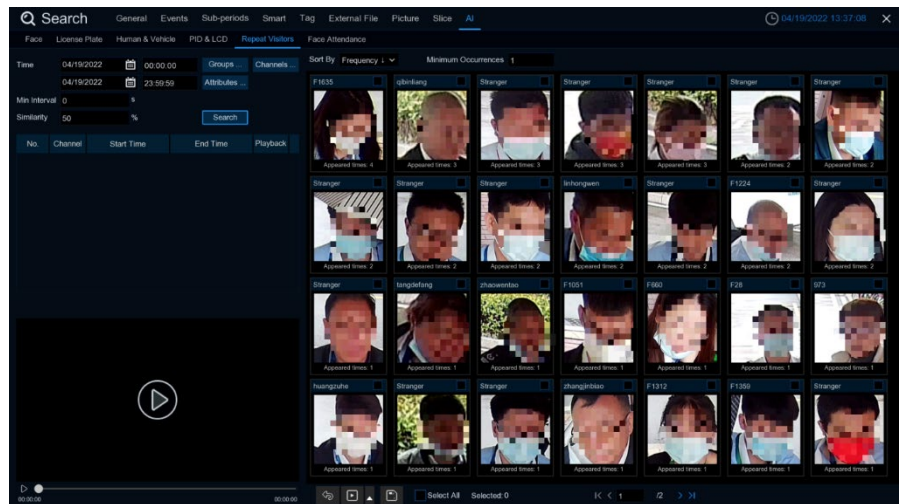 Search General Events Sub-periods Smart Tag External File Picture Slice AI 04/19/2022 13:37:08
Face License Plate Human & Vehicle PID & LCD Repeat Visitors Face Attendance
Time 04/19/2022 00:00:00 Groups... Channels...
04/19/2022 23:59:59 Attributes...
Min Interval 0 s
Similarity 50 % Search
No. Channel Start Time End Time Playback
00:00:00 00:00:00
Sort By Frequency ↓ Minimum Occurrences 1
F1635 qibinliang Stranger Stranger Stranger Stranger Stranger
Appeared times: 4 Appeared times: 3 Appeared times: 3 Appeared times: 3 Appeared times: 3 Appeared times: 2 Appeared times: 2
Stranger Stranger Stranger linhongwen Stranger F1224 Stranger
Appeared times: 2 Appeared times: 2 Appeared times: 2 Appeared times: 2 Appeared times: 2 Appeared times: 2 Appeared times: 2
Stranger tangdefang zhaowentao F1051 F660 F28 973
Appeared times: 1 Appeared times: 1 Appeared times: 1 Appeared times: 1 Appeared times: 1 Appeared times: 1 Appeared times: 1
huangzuhe Stranger Stranger zhangjinbiao F1312 F1359 Stranger
Appeared times: 1 Appeared times: 1 Appeared times: 1 Appeared times: 1 Appeared times: 1 Appeared times: 1 Appeared times: 1
Select All Selected: 0 1 /2